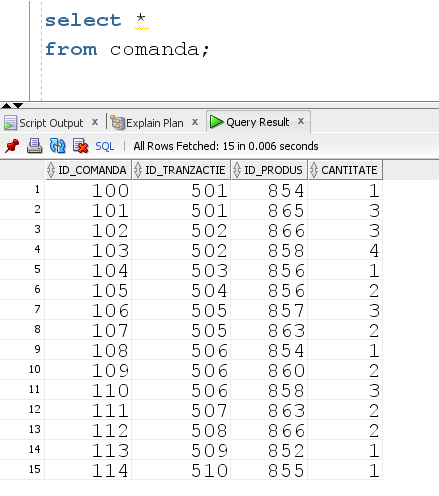 select *
from comanda;
Script Output x Explain Plan x Query Result x
SQL | All Rows Fetched: 15 in 0.006 seconds
ID_COMANDA ID_TRANZACTIE ID_PRODUS CANTITATE
1 100 501 854 1
2 101 501 865 3
3 102 502 866 3
4 103 502 858 4
5 104 503 856 1
6 105 504 856 2
7 106 505 857 3
8 107 505 863 2
9 108 506 854 1
10 109 506 860 2
11 110 506 858 3
12 111 507 863 2
13 112 508 866 2
14 113 509 852 1
15 114 510 855 1